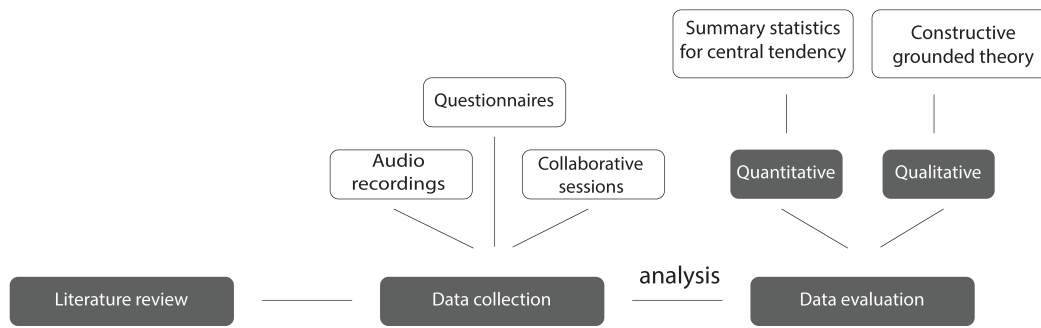 Summary statistics
for central tendency
Constructive
grounded theory
Questionnaires
Audio
recordings
Collaborative
sessions
Quantitative
Qualitative
Literature review
Data collection
analysis
Data evaluation